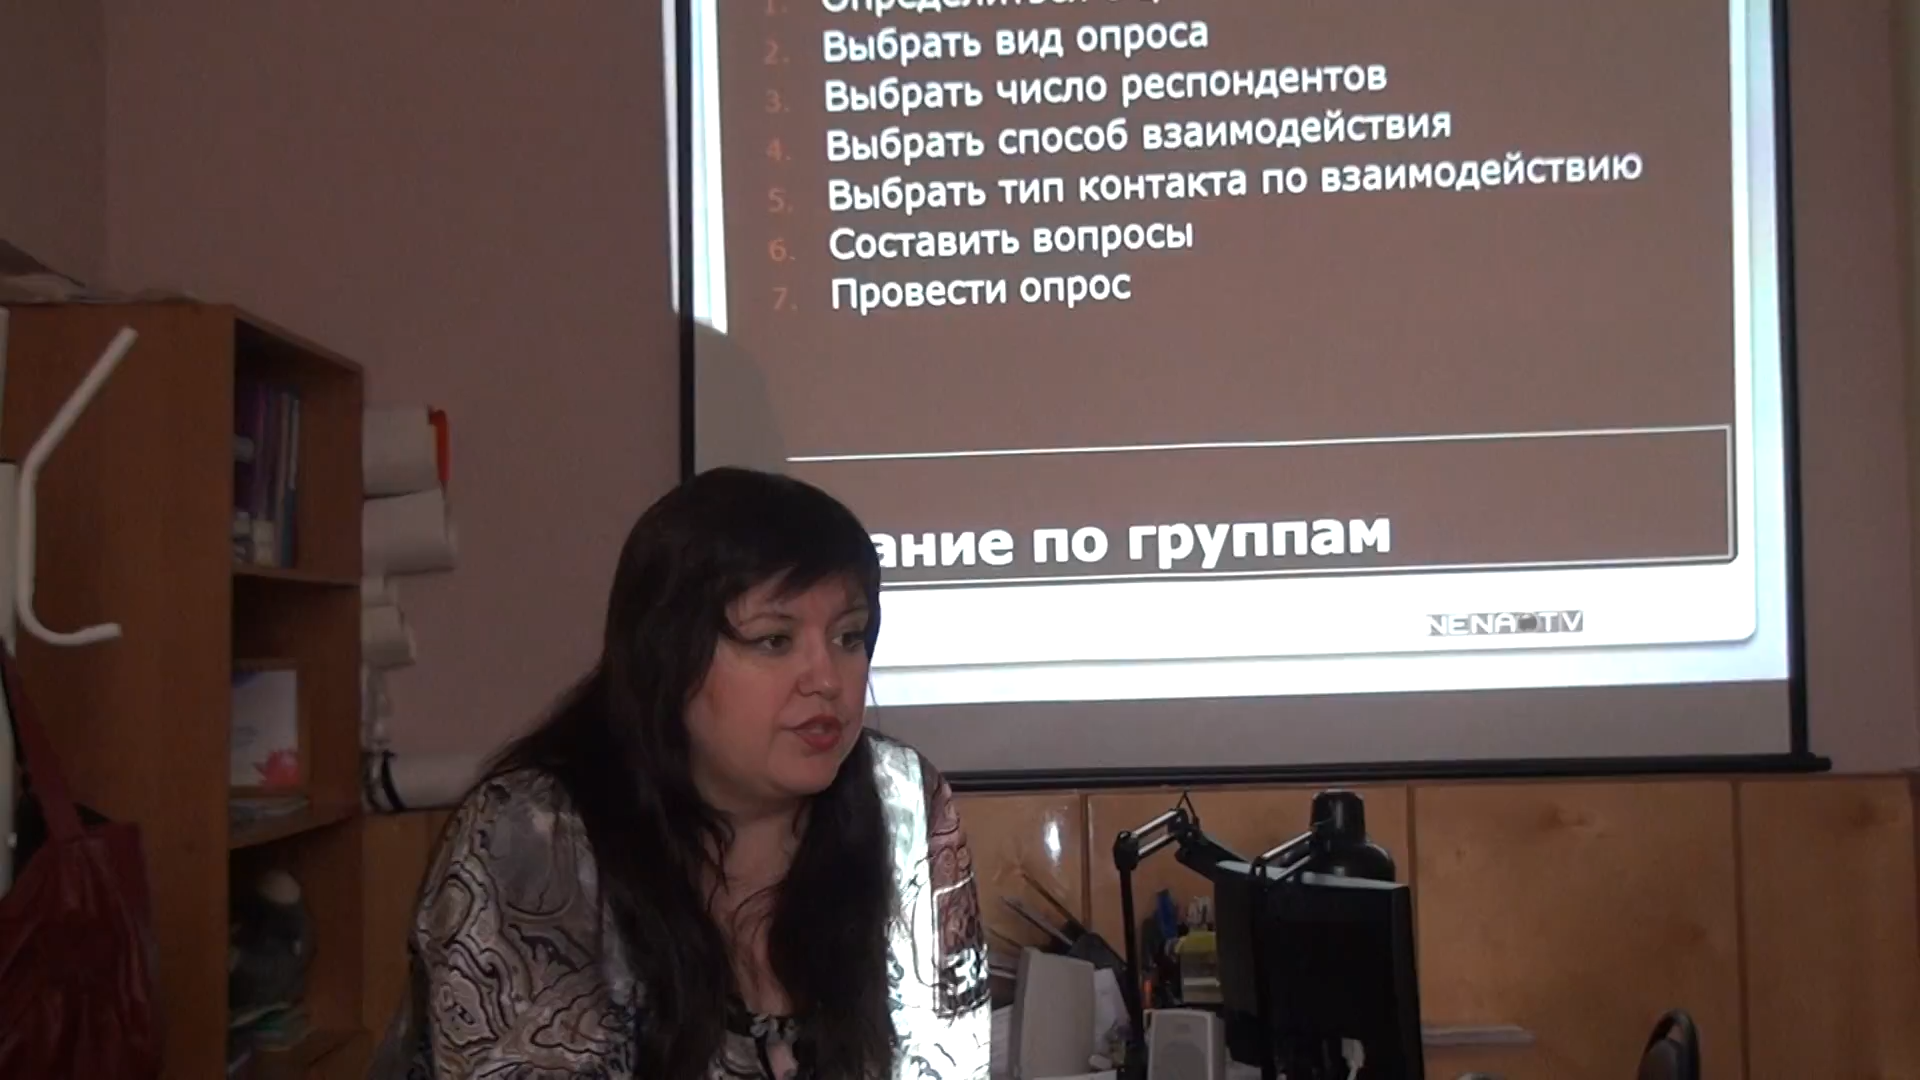 2. Выбрать вид опроса
3. Выбрать число респондентов
4. Выбрать способ взаимодействия
5. Выбрать тип контакта по взаимодействию
6. Составить вопросы
7. Провести опрос
ание по группам
NENAOTV